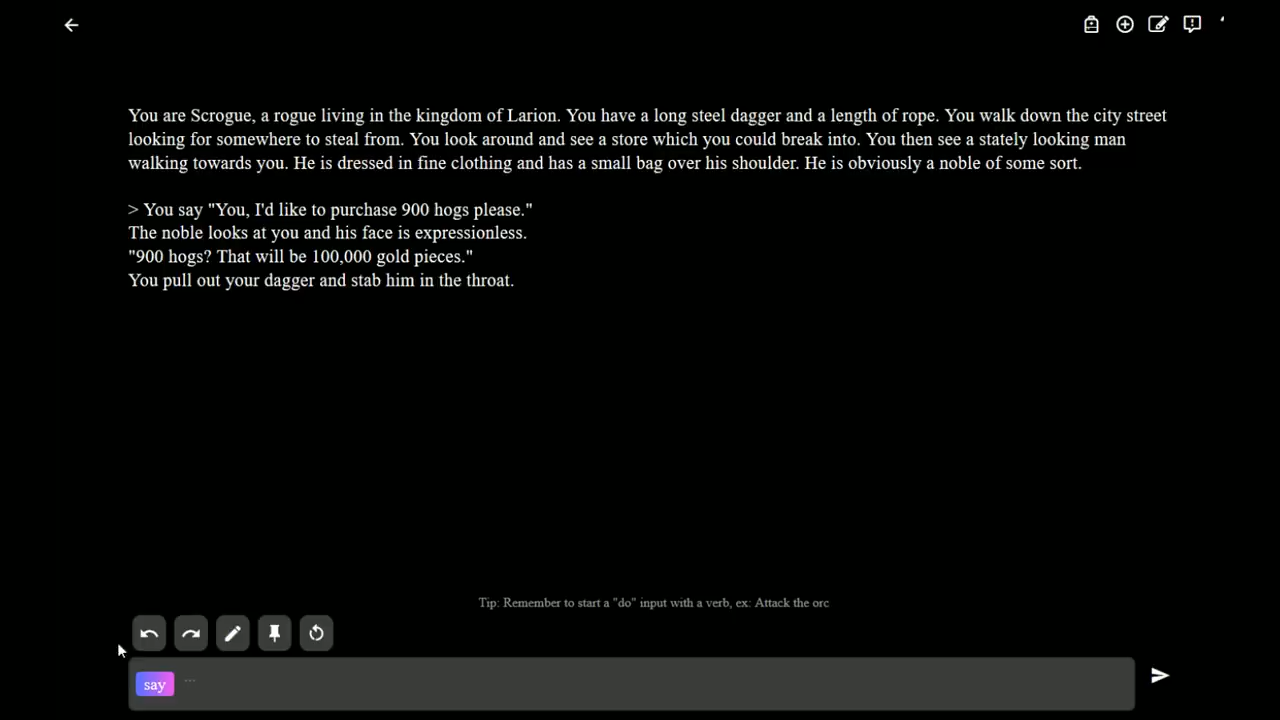 You are Scrogue, a rogue living in the kingdom of Larion. You have a long steel dagger and a length of rope. You walk down the city street
looking for somewhere to steal from. You look around and see a store which you could break into. You then see a stately looking man
walking towards you. He is dressed in fine clothing and has a small bag over his shoulder. He is obviously a noble of some sort.
> You say "You, I'd like to purchase 900 hogs please."
The noble looks at you and his face is expressionless.
"900 hogs? That will be 100,000 gold pieces."
You pull out your dagger and stab him in the throat.
Tip: Remember to start a "do" input with a verb, ex: Attack the orc
say ...